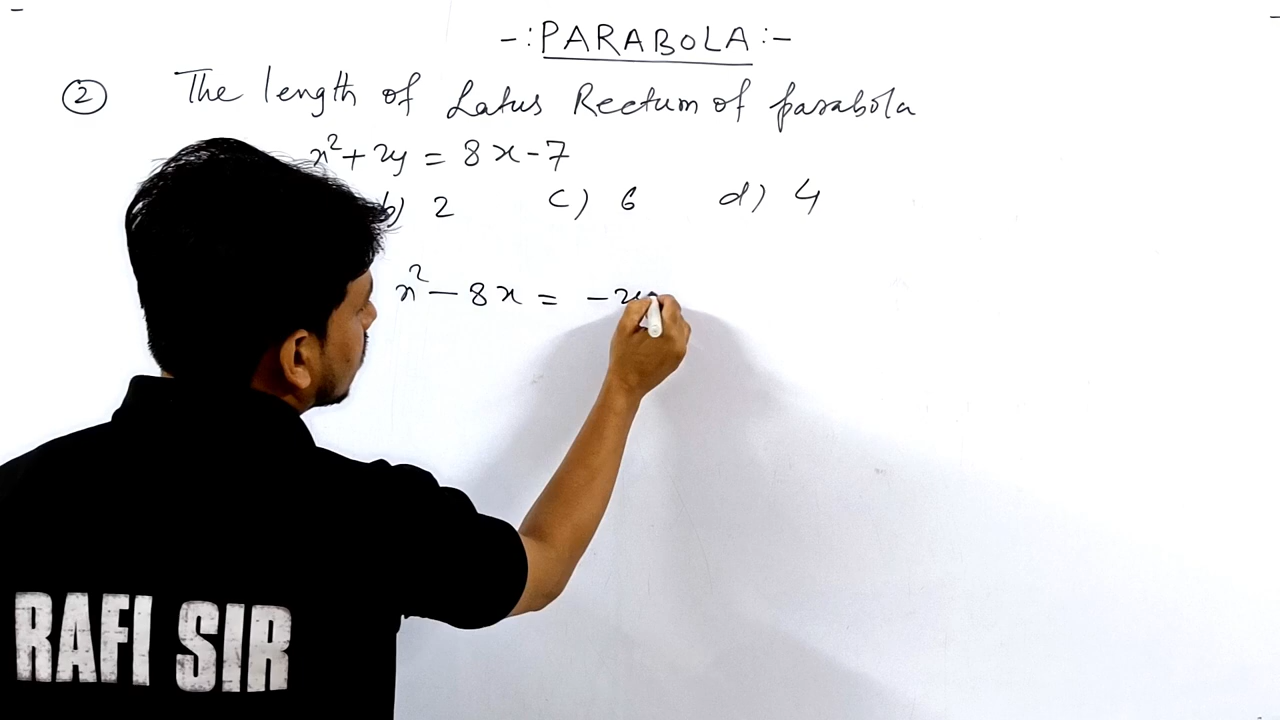 -: PARABOLA :-
② The length of Latus Rectum of parabola
x² + 2y = 8x - 7
b) 2 c) 6 d) 4
x² - 8x = -2y
RAFI SIR